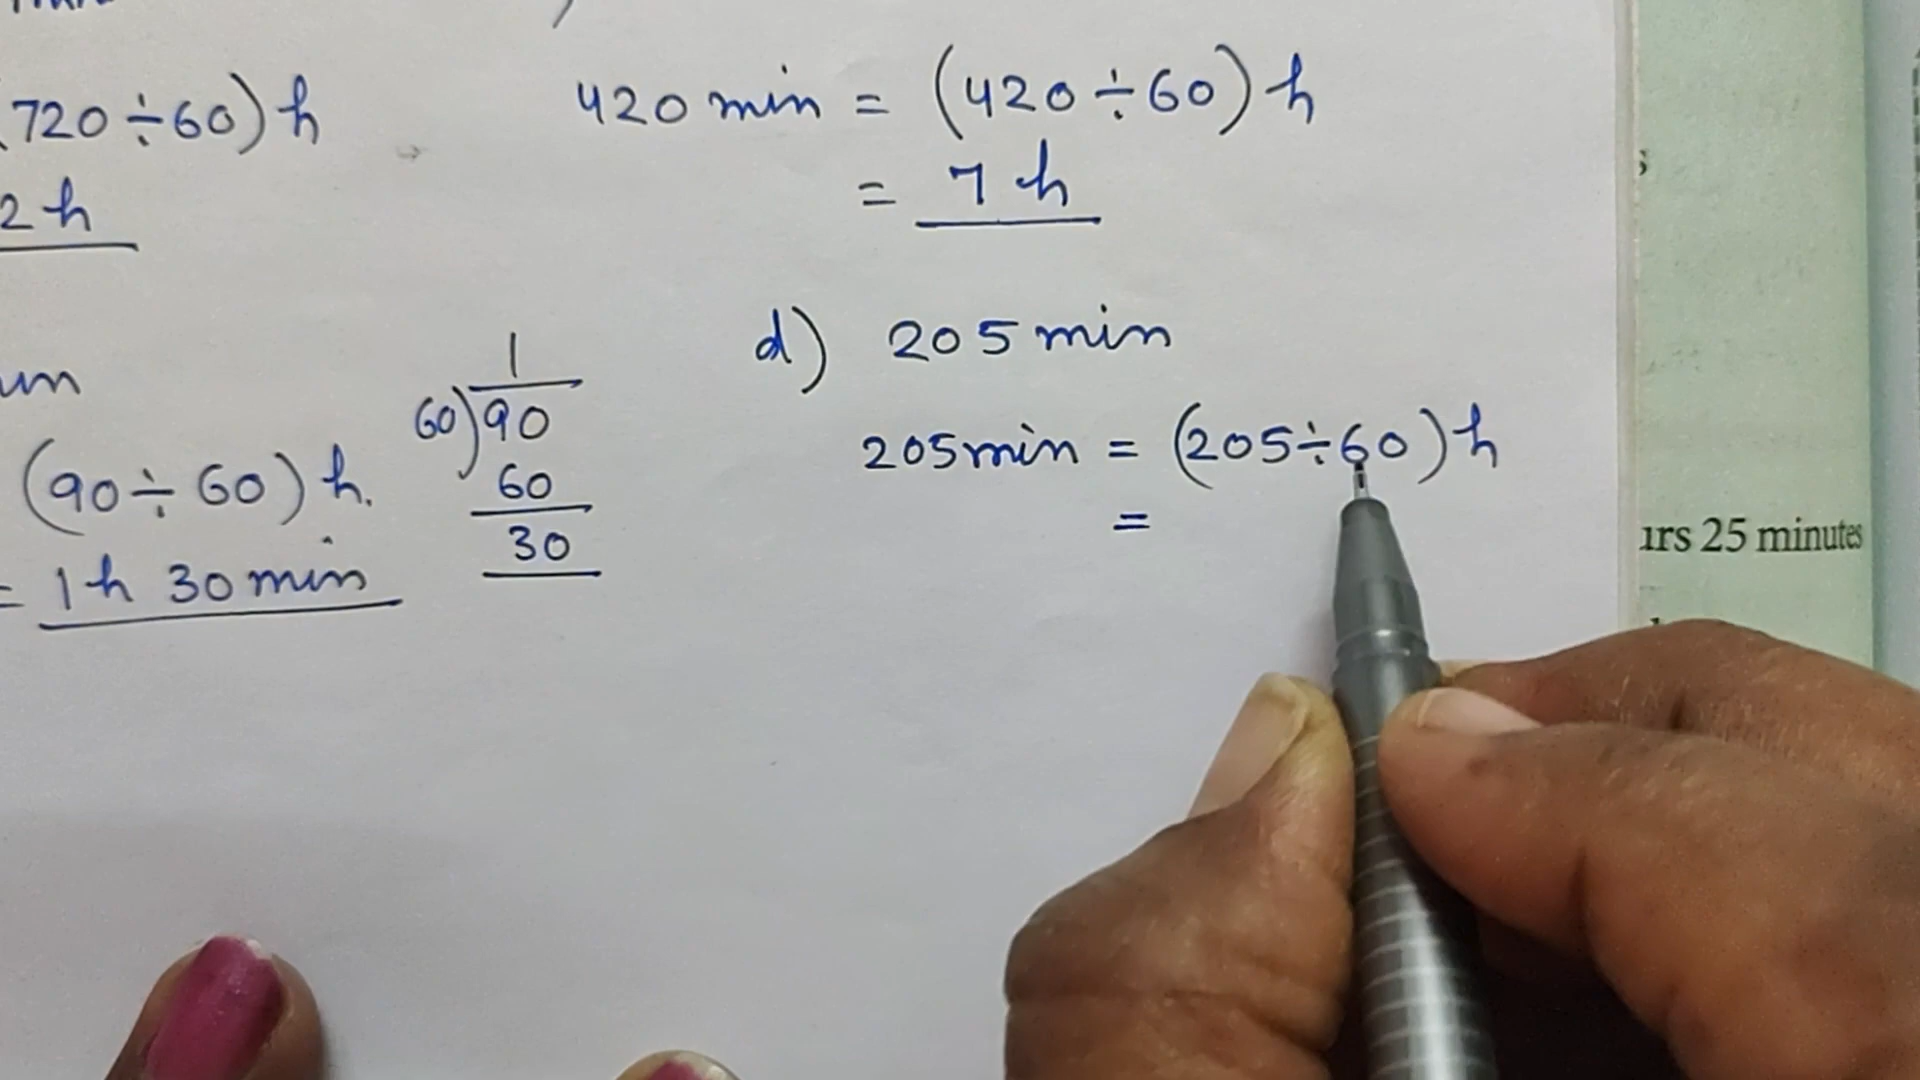 720 ÷ 60) h
2 h
420 min = (420 ÷ 60) h
= 7 h
(90 ÷ 60) h.
= 1 h 30 min
1
60) 90
60
30
d) 205 min
205 min = (205 ÷ 60) h
=
25 minutes